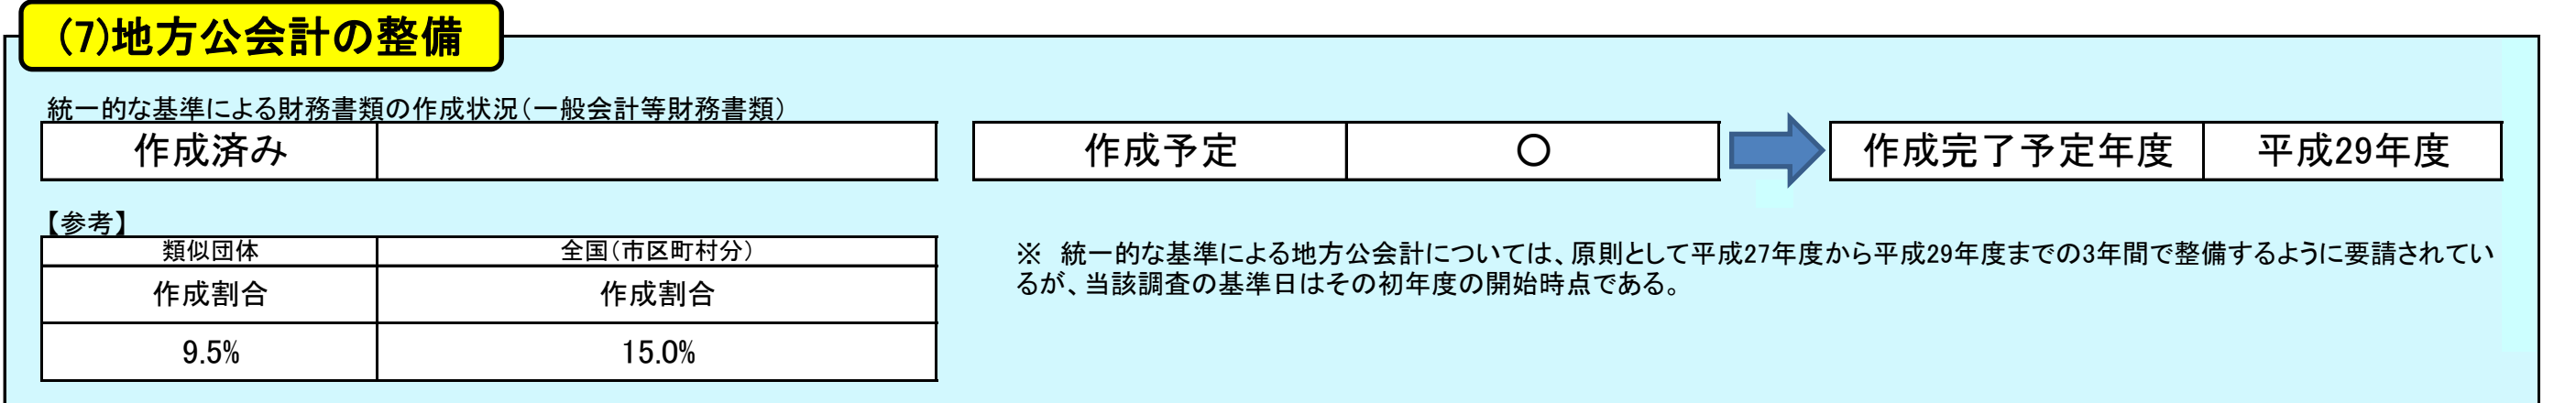 (7)地方公会計の整備
統一的な基準による財務書類の作成状況(一般会計等財務書類)
作成済み
作成予定 ○
作成完了予定年度 平成29年度
【参考】
類似団体 全国(市区町村分)
作成割合 作成割合
9.5% 15.0%
※ 統一的な基準による地方公会計については、原則として平成27年度から平成29年度までの3年間で整備するように要請されてい
るが、当該調査の基準日はその初年度の開始時点である。